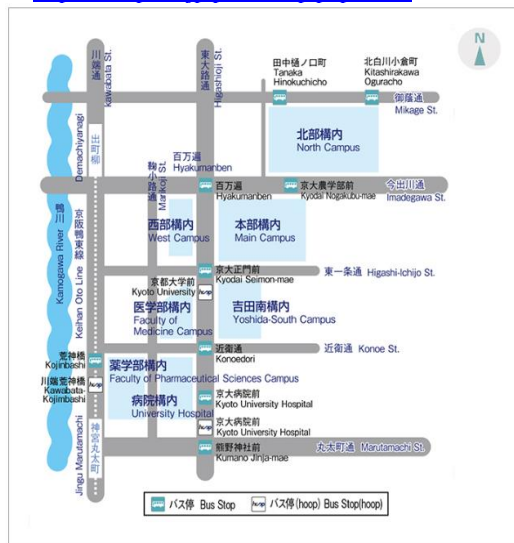 川端通
Kawabata St.
東大路通
Higashioji St.
田中樋ノ口町
Tanaka
Hinokuchicho
北白川小倉町
Kitashirakawa
Oguracho
N
御蔭通
Mikage St.
出町柳
Demachiyanagi
鞠小路通
Marikoji St.
百万遍
Hyakumanben
北部構内
North Campus
百万遍
Hyakumanben
京大農学部前
Kyodai Nogakubu-mae
今出川通
Imadegawa St.
鴨川
Kamogawa River
京阪鴨東線
Keihan Oto Line
西部構内
West Campus
本部構内
Main Campus
京大正門前
Kyodai Seimon-mae
東一条通 Higashi-Ichijo St.
京都大学前
Kyoto University
hoop
医学部構内
Faculty of
Medicine Campus
吉田南構内
Yoshida-South Campus
近衛通
Konoedori
近衛通 Konoe St.
荒神橋
Kojinbashi
川端荒神橋
Kawabata-
Kojimbashi
hoop
薬学部構内
Faculty of Pharmaceutical Sciences Campus
病院構内
University Hospital
京大病院前
Kyoto University Hospital
hoop
京大病院前
Kyoto University Hospital
神宮丸太町
Jingu Marutamachi
熊野神社前
Kumano Jinja-mae
丸太町通 Marutamachi St.
バス停 Bus Stop
hoop
バス停(hoop) Bus Stop(hoop)